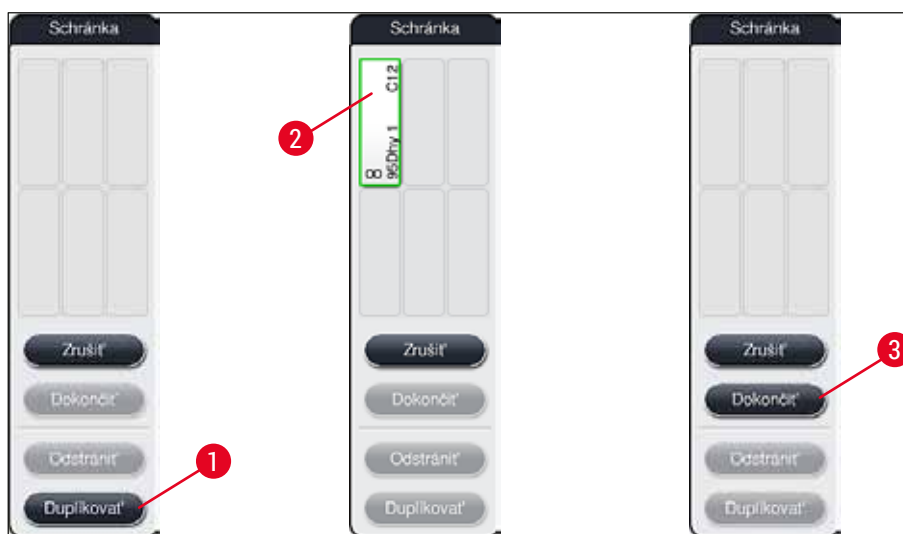 Schránka
Zrušiť
Dokončiť
Odstrániť
Duplikovať
1
Schránka
8
95Dhy 1 C12
2
Zrušiť
Dokončiť
Odstrániť
Duplikovať
Schránka
Zrušiť
Dokončiť
3
Odstrániť
Duplikovať